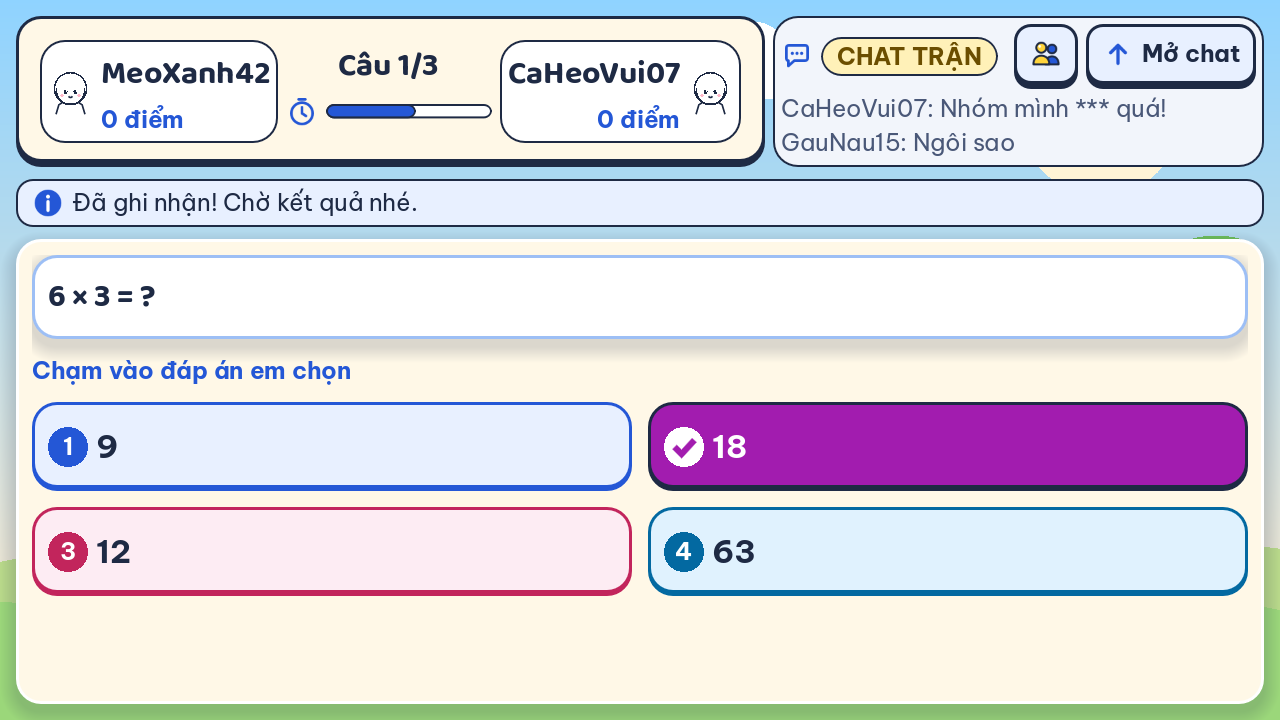 MeoXanh42
0 điểm
Câu 1/3
CaHeoVui07
0 điểm
CHAT TRẬN
Mở chat
CaHeoVui07: Nhóm mình *** quá!
GauNau15: Ngôi sao
Đã ghi nhận! Chờ kết quả nhé.
6 × 3 = ?
Chạm vào đáp án em chọn
1 9
18
3 12
4 63